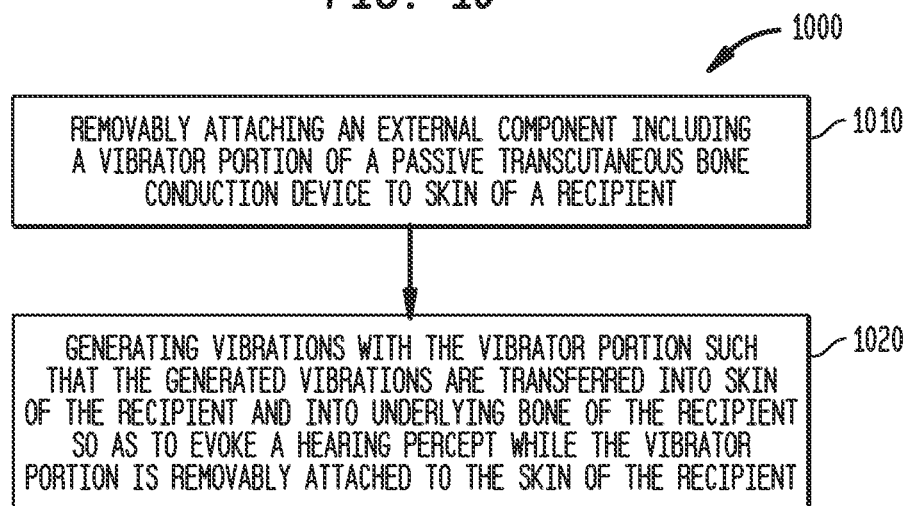 FIG. 10
1000
REMOVABLY ATTACHING AN EXTERNAL COMPONENT INCLUDING
A VIBRATOR PORTION OF A PASSIVE TRANSCUTANEOUS BONE
CONDUCTION DEVICE TO SKIN OF A RECIPIENT
1010
GENERATING VIBRATIONS WITH THE VIBRATOR PORTION SUCH
THAT THE GENERATED VIBRATIONS ARE TRANSFERRED INTO SKIN
OF THE RECIPIENT AND INTO UNDERLYING BONE OF THE RECIPIENT
SO AS TO EVOKE A HEARING PERCEPT WHILE THE VIBRATOR
PORTION IS REMOVABLY ATTACHED TO THE SKIN OF THE RECIPIENT
1020